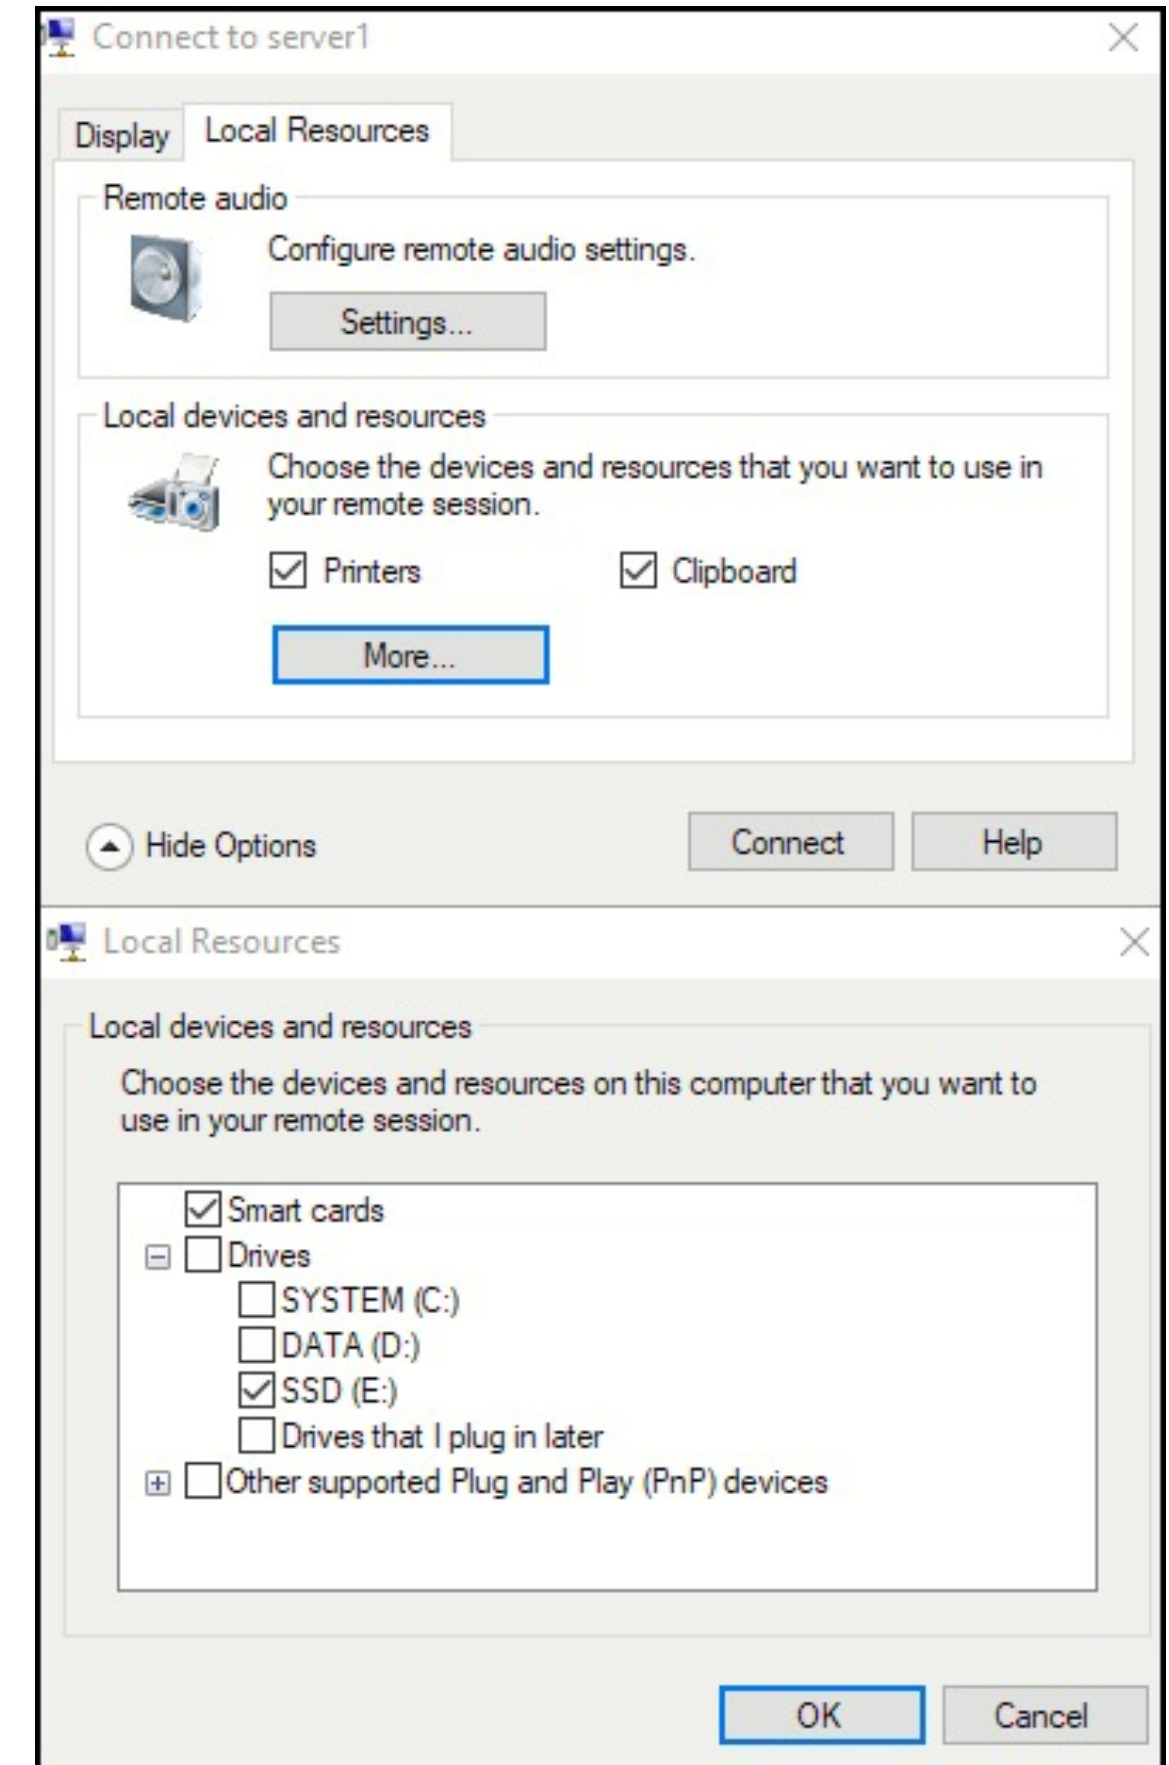 Connect to server1
Display
Local Resources
Remote audio
Configure remote audio settings.
Settings...
Local devices and resources
Choose the devices and resources that you want to use in
your remote session.
Printers
Clipboard
More...
Hide Options
Connect
Help
Local Resources
Local devices and resources
Choose the devices and resources on this computer that you want to
use in your remote session.
Smart cards
Drives
SYSTEM (C:)
DATA (D:)
SSD (E:)
Drives that I plug in later
Other supported Plug and Play (PnP) devices
OK
Cancel